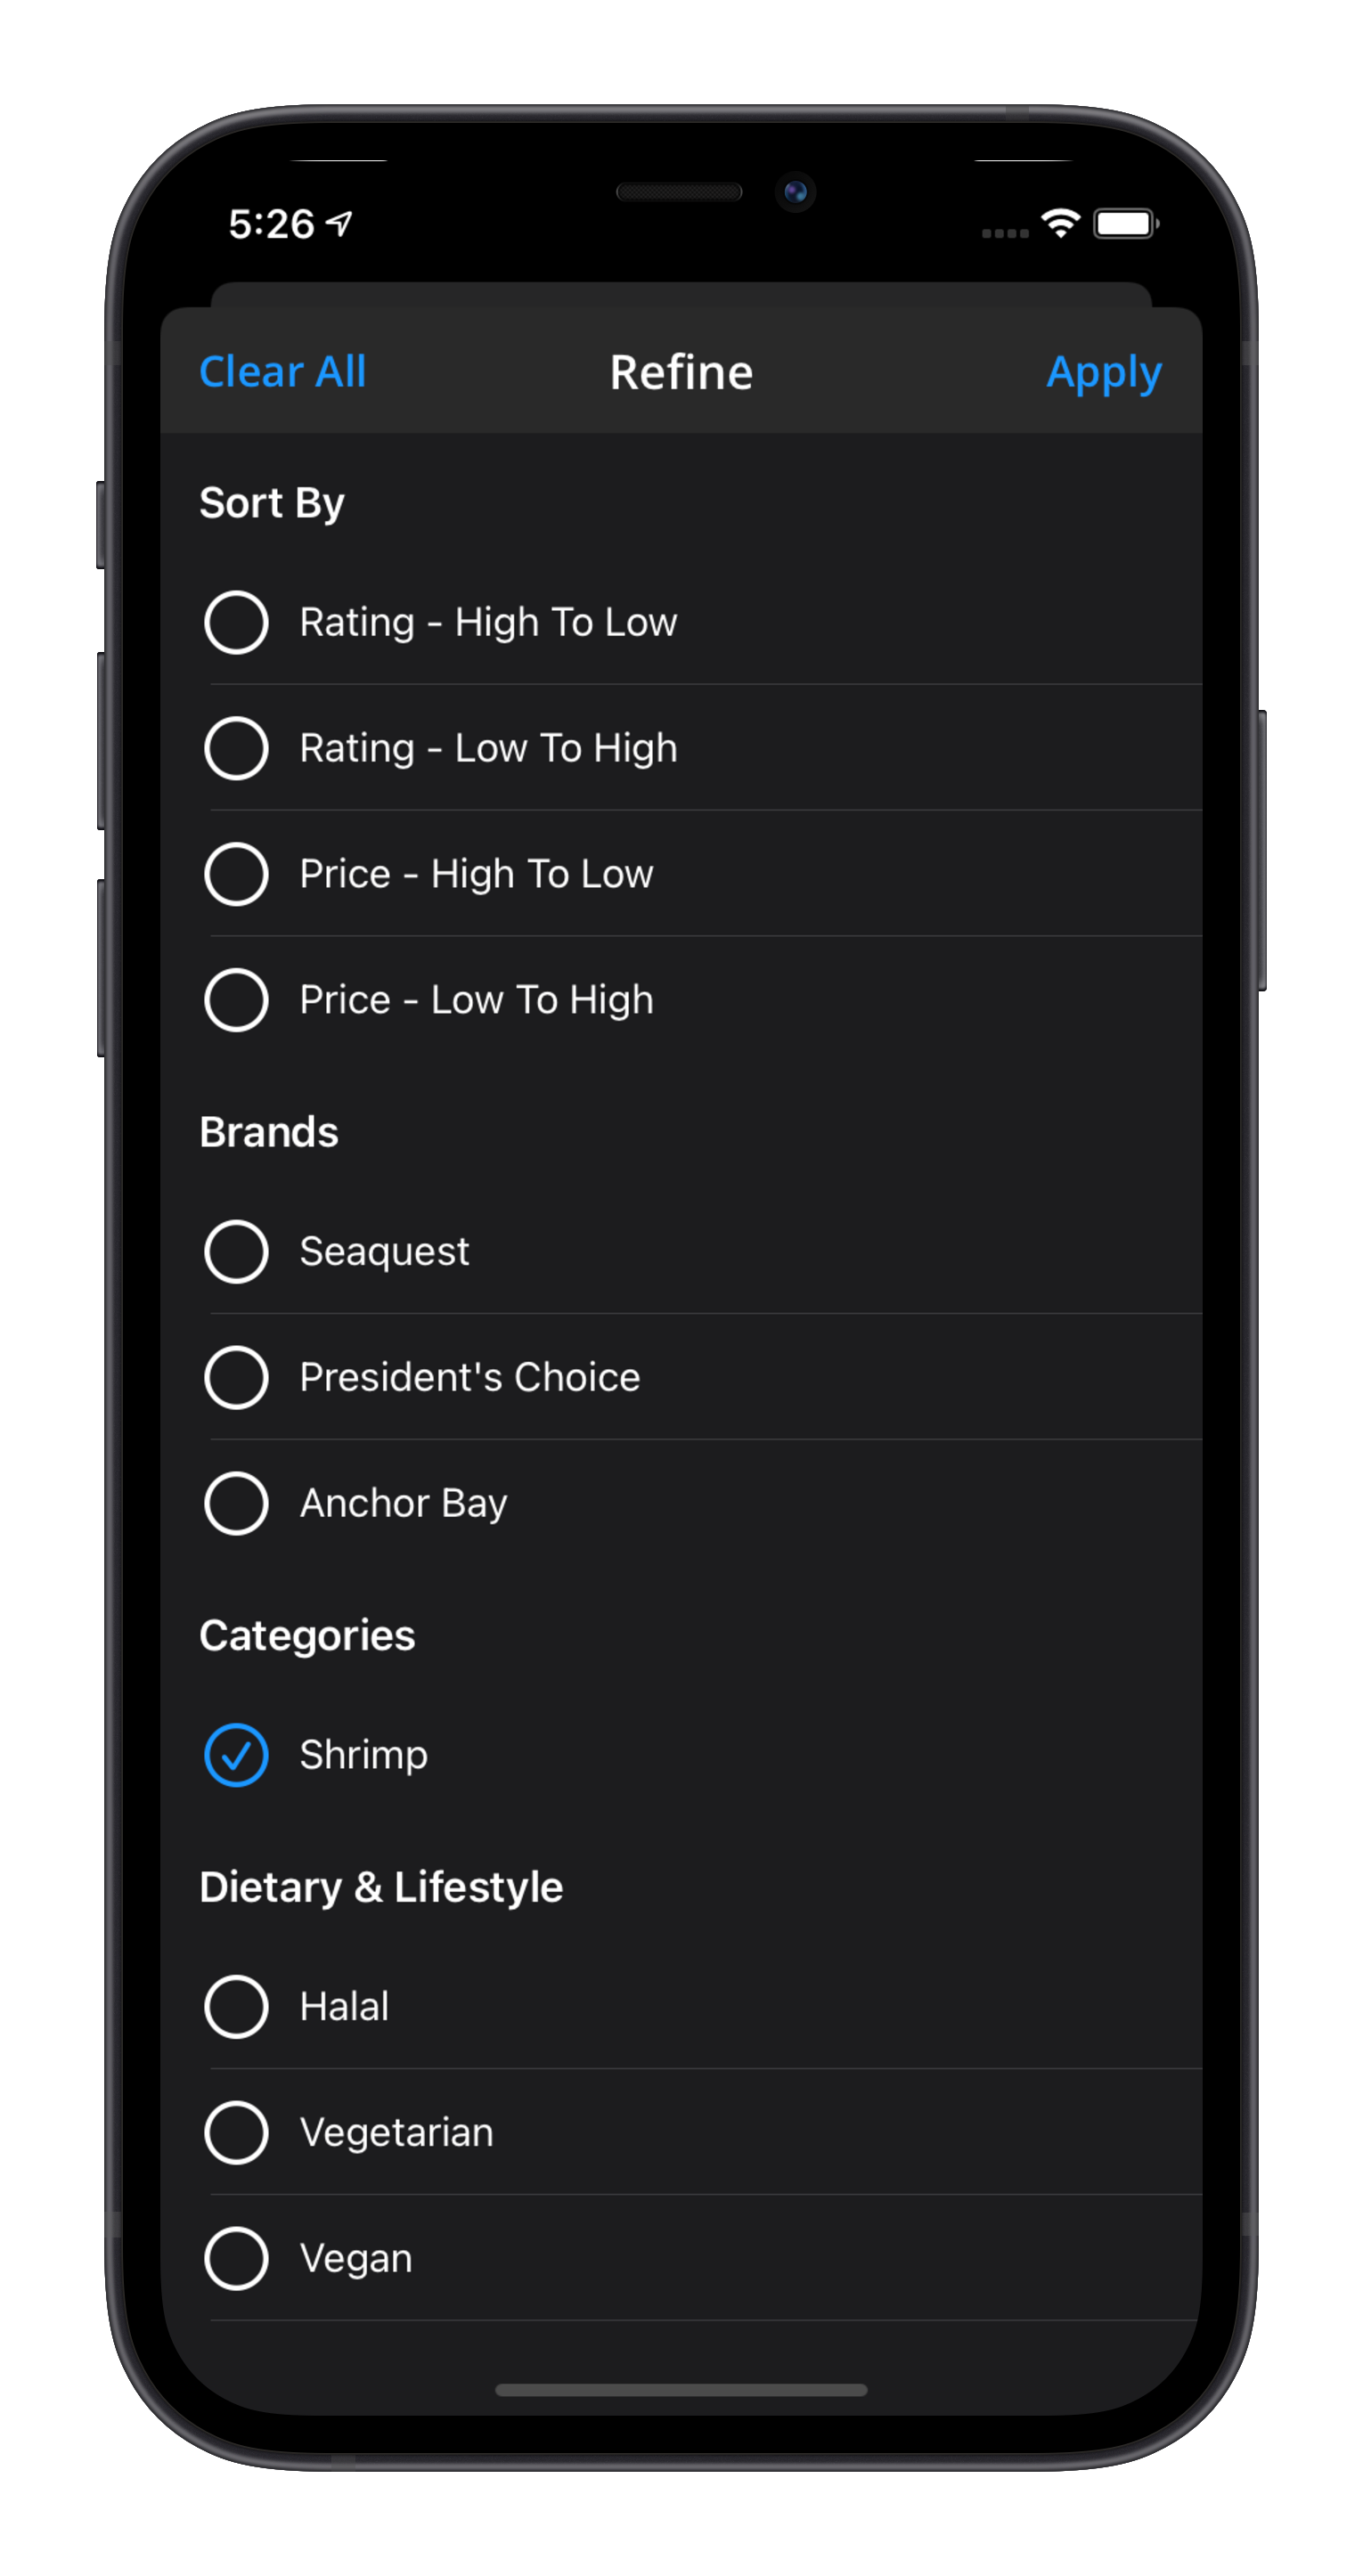 5:26
Clear All Refine Apply
Sort By
Rating - High To Low
Rating - Low To High
Price - High To Low
Price - Low To High
Brands
Seaquest
President's Choice
Anchor Bay
Categories
Shrimp
Dietary & Lifestyle
Halal
Vegetarian
Vegan